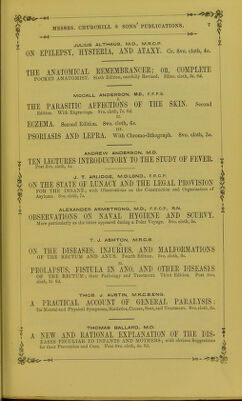 MESSRS. CHURCHILL & SONS' PUBLICATIONS. 7
JULIUS ALTHAUS, M.D., M.R.C.P.
ON EPILEPSY, HYSTERIA, AND ATAXY. Cr. 8vo. cloth, 4s.
THE ANATOMICAL REMEMBRANCER; OR, COMPLETE
POCKET ANATOMIST. Sixth Edition, carefully Revised. 32mo. cloth, 3s. 6d.
MCCALL ANDERSON, M.D., F.F.P.S.
I.
THE PARASITIC AFFECTIONS OF THE SKIN. Second
Edition. With Engravings. 8vo. cloth, 7s. 6d.
II.
ECZEMA. Second Edition. 8vo. cloth, 6s.
III.
PSORIASIS AND LEPRA. With Chromo-lithograph. 8vo. cloth, 5s.
ANDREW ANDERSON, M.D.
TEN LECTURES INTRODUCTORY TO THE STUDY OF FEVER.
Post 8vo. cloth, 5s.
J. T. ARLIDGE, M.D.LOND., F.R.C.P.
ON THE STATE OF LUNACY AND THE LEGAL PROVISION
FOR THE INSANE; with Observations on the Construction and Organisation of
Asylums. 8vo. cloth, 7s.
ALEXANDER ARMSTRONG, M.D., F.R.C.P., R.N.
OBSERVATIONS ON NAVAL HYGIENE AND SCURVY.
More particularly as the latter appeared during a Polar Voyage. 8vo. cloth, 5s.
T. J. ASHTON, M.R.C.S.
I.
ON THE DISEASES, INJURIES, AND MALFORMATIONS
OF THE RECTUM AND ANUS. Fourth Edition. 8vo. cloth, 8s.
II.
PROLAPSUS, FISTULA IN ANO, AND OTHER DISEASES
OF THE RECTUM; their Pathology and Treatment. Third Edition. Post 8vo.
cloth, 3s. 6d.
THOS. J. AUSTIN, M.R.C.S.ENG.
A PRACTICAL ACCOUNT OF GENERAL PARALYSIS:
Its Mental and Physical Symptoms, Statistics, Causes, Seat, and Treatment. 8vo. cloth, 6s.
THOMAS BALLARD, M.D.
A NEW AND RATIONAL EXPLANATION OF THE DIS-
EASES PECULIAR TO INFANTS AND MOTHERS; with obvious Suggestions
for their Prevention and Cure. Post 8vo. cloth, 4s. 6d.